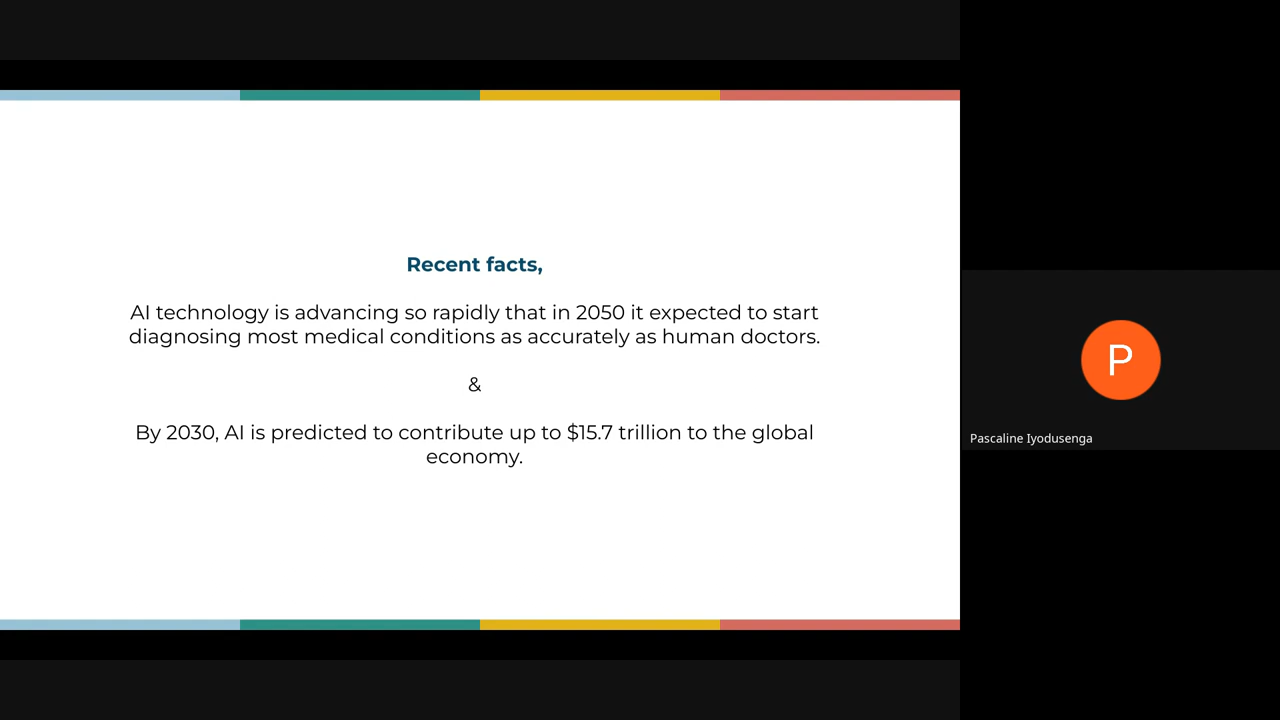 Recent facts,
AI technology is advancing so rapidly that in 2050 it expected to start
diagnosing most medical conditions as accurately as human doctors.
&
By 2030, AI is predicted to contribute up to $15.7 trillion to the global
economy.
P
Pascaline Iyodusenga